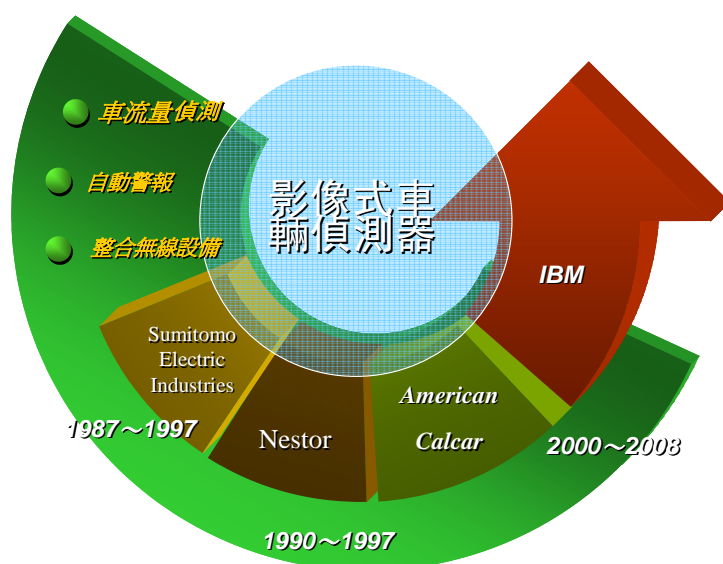 影像式車
輛偵測器
車流量偵測
自動警報
整合無線設備
Sumitomo
Electric
Industries
1987～1997
Nestor
1990～1997
American
Calcar
2000～2008
IBM